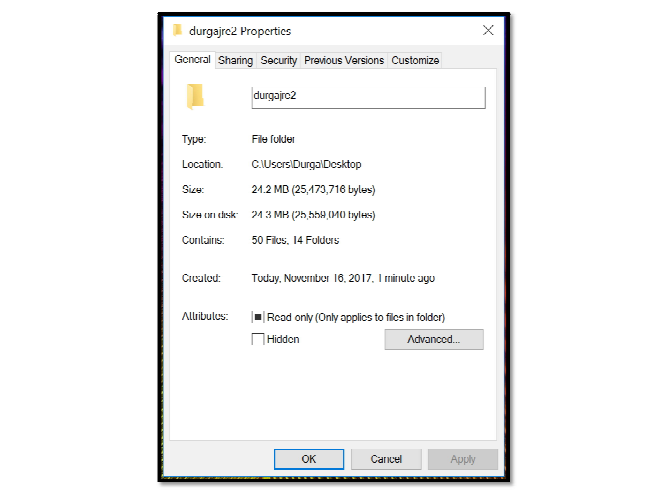 durgajre2 Properties
General Sharing Security Previous Versions Customize
durgajre2
Type: File folder
Location: C:\Users\Durga\Desktop
Size: 24.2 MB (25,473,716 bytes)
Size on disk: 24.3 MB (25,559,040 bytes)
Contains: 50 Files, 14 Folders
Created: Today, November 16, 2017, 1 minute ago
Attributes: Read-only (Only applies to files in folder)
Hidden Advanced...
OK Cancel Apply